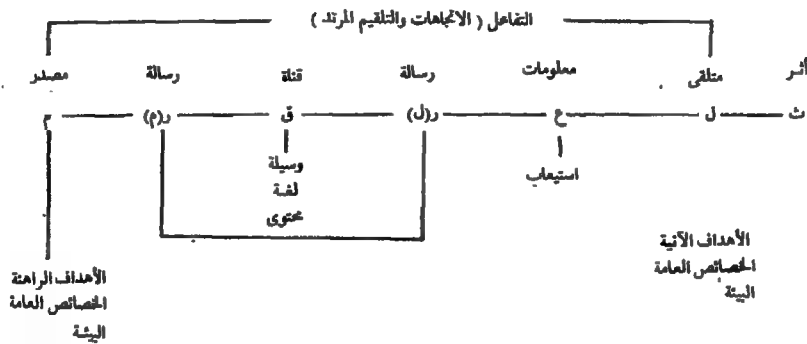 التفاعل ( الاتجاهات والتلقيم المرتد )
أثر متلقى معلومات رسالة قناة رسالة مصدر
ث ل ع ر(ل) ق ر(م) م
استيعاب
وسيلة
لغة
محتوى
الأهداف الآنية
الخصائص العامة
البيئة
الأهداف الراهنة
الخصائص العامة
البيئة